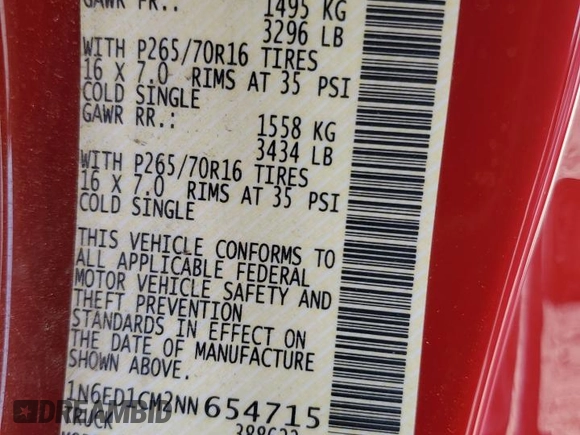 GAWR FR.: 1495 KG
3296 LB
WITH P265/70R16 TIRES
16 X 7.0 RIMS AT 35 PSI
COLD SINGLE
GAWR RR.: 1558 KG
3434 LB
WITH P265/70R16 TIRES
16 X 7.0 RIMS AT 35 PSI
COLD SINGLE
THIS VEHICLE CONFORMS TO
ALL APPLICABLE FEDERAL
MOTOR VEHICLE SAFETY AND
THEFT PREVENTION
STANDARDS IN EFFECT ON
THE DATE OF MANUFACTURE
SHOWN ABOVE.
1N6ED1CM2NN 654715
TRUCK
DREAMBID